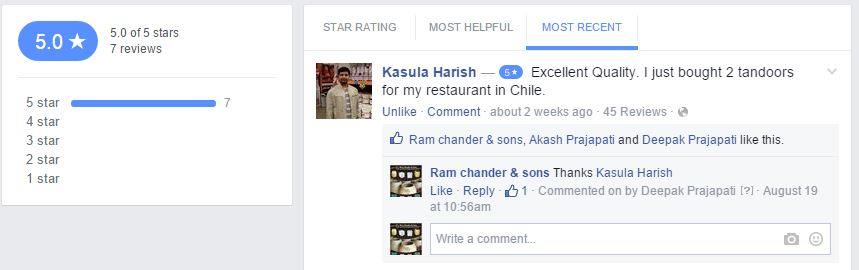 5.0 ★
5.0 of 5 stars
7 reviews
5 star 7
4 star
3 star
2 star
1 star
STAR RATING MOST HELPFUL MOST RECENT
Kasula Harish — 5★ Excellent Quality. I just bought 2 tandoors
for my restaurant in Chile.
Unlike · Comment · about 2 weeks ago · 45 Reviews ·
Ram chander & sons, Akash Prajapati and Deepak Prajapati like this.
Ram chander & sons Thanks Kasula Harish
Like · Reply · 1 · Commented on by Deepak Prajapati [?] · August 19
at 10:56am
Write a comment...